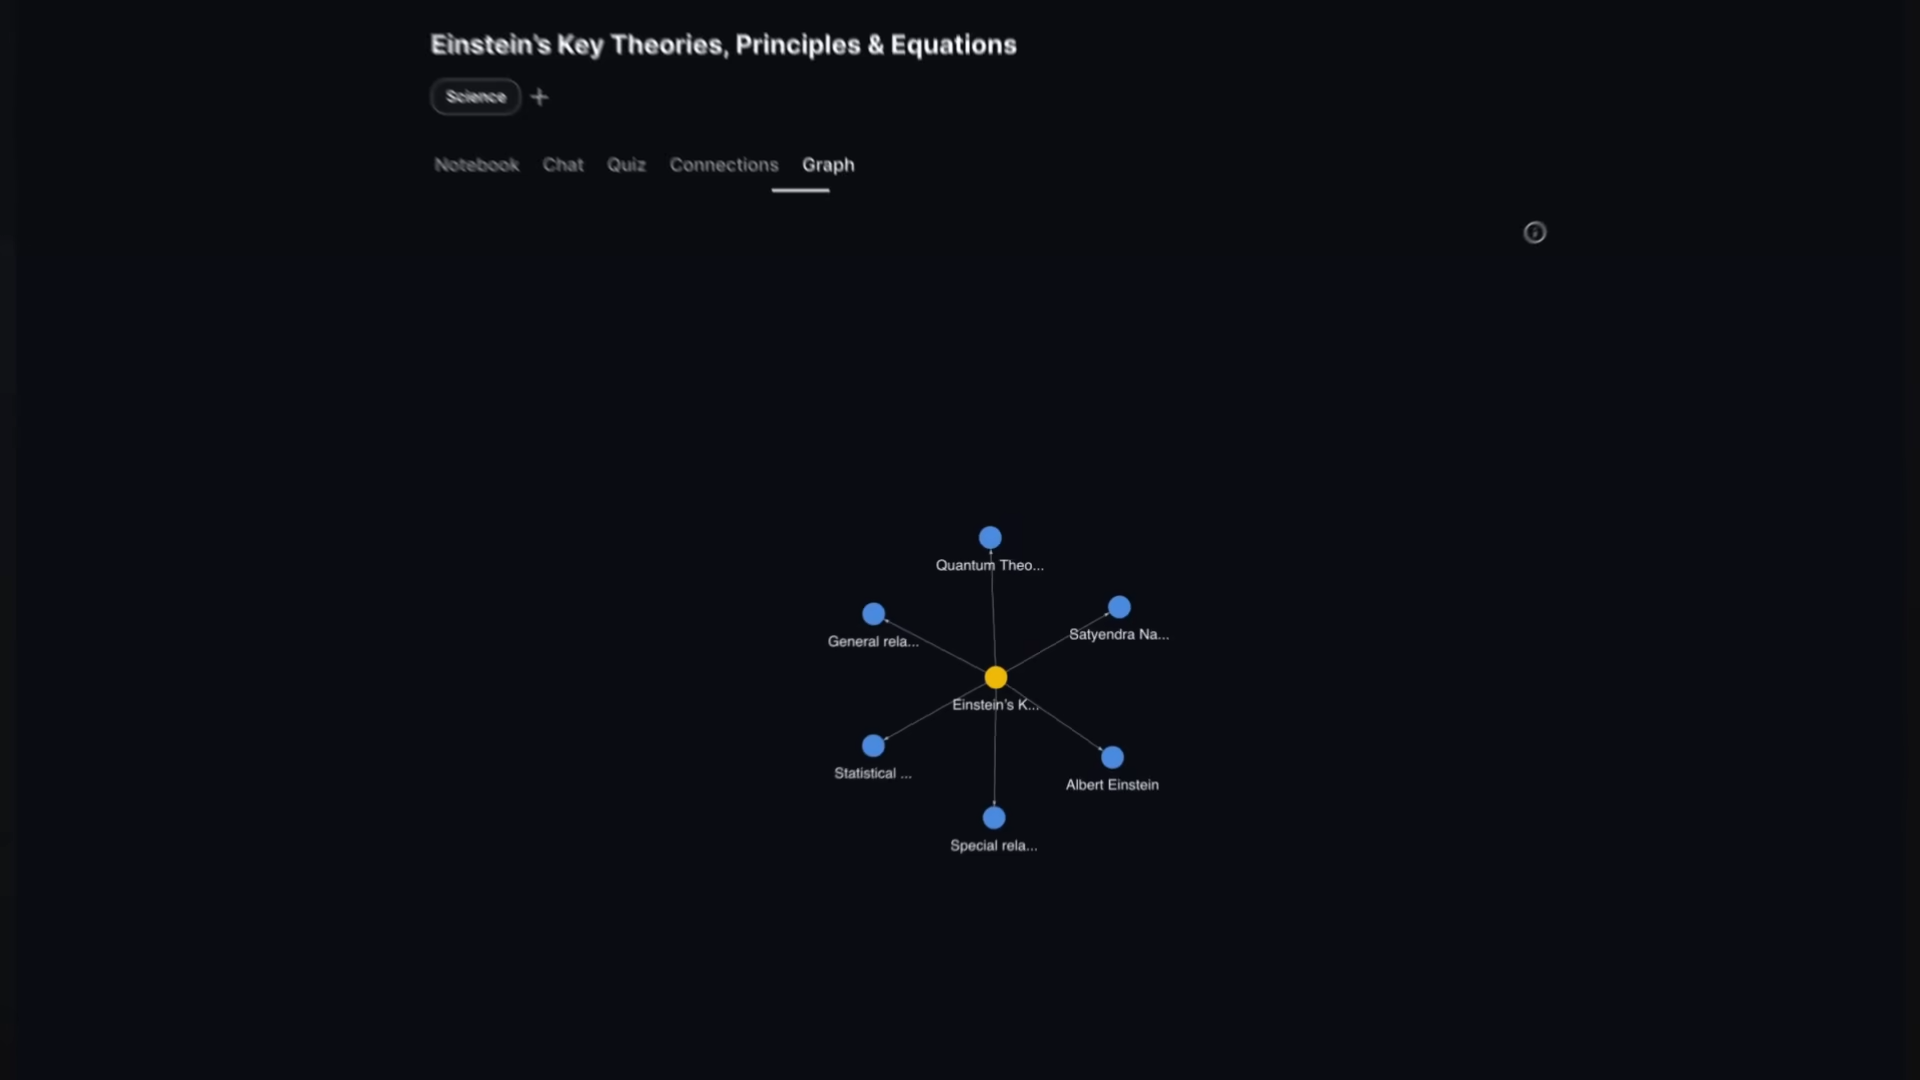 Einstein's Key Theories, Principles & Equations
Science
Notebook Chat Quiz Connections Graph
Quantum Theo...
Satyendra Na...
General rela...
Einstein's K...
Statistical ...
Albert Einstein
Special rela...